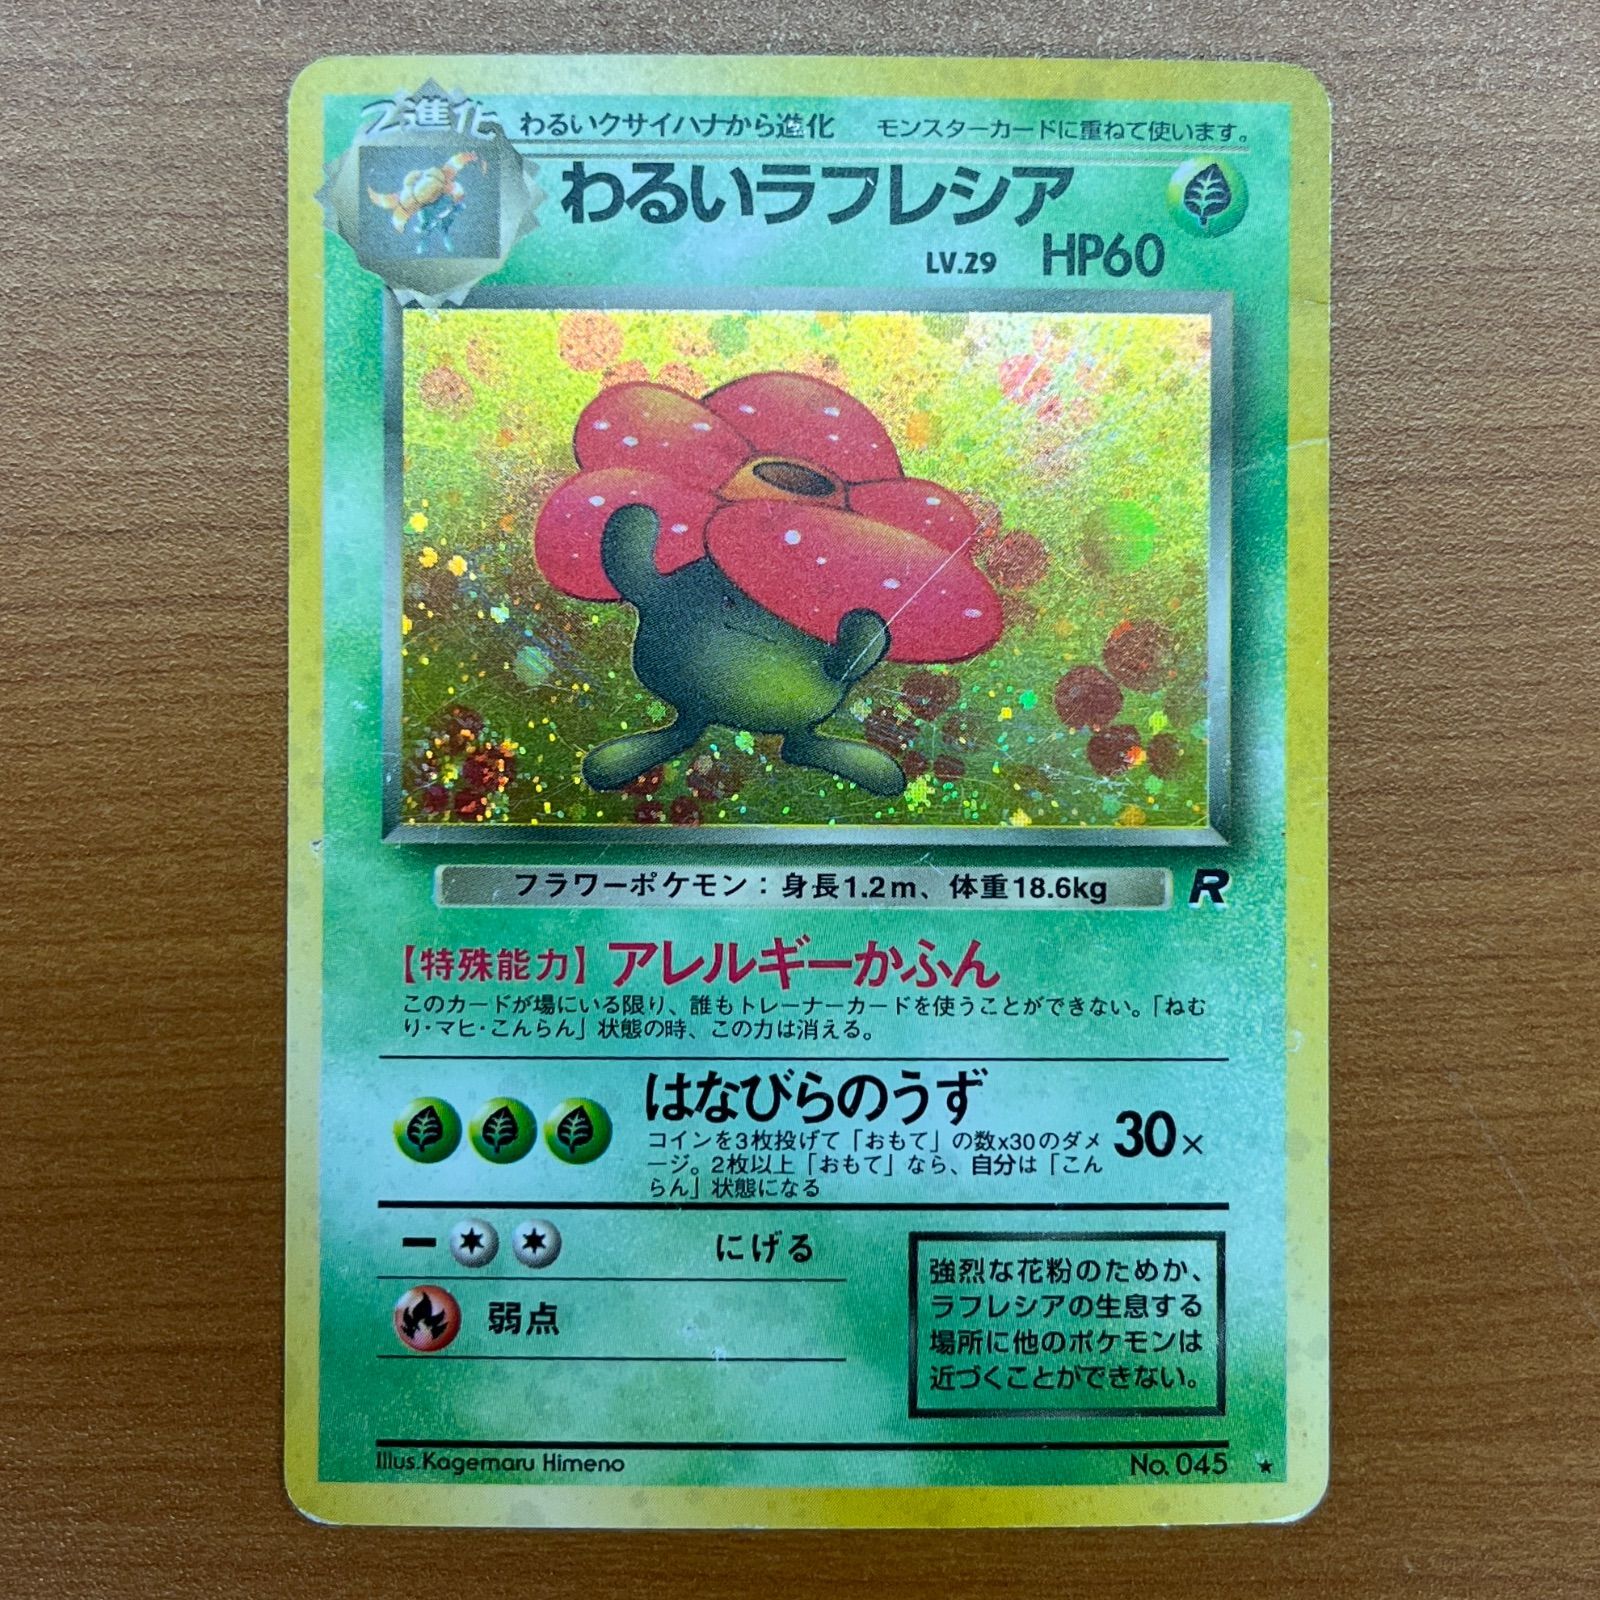 2進化 わるいクサイハナから進化 モンスターカードに重ねて使います。
わるいラフレシア
LV.29 HP60
フラワーポケモン：身長1.2m、体重18.6kg R
【特殊能力】アレルギーかふん
このカードが場にいる限り、誰もトレーナーカードを使うことができない。「ねむ
り・マヒ・こんらん」状態の時、この力は消える。
はなびらのうず
コインを3枚投げて「おもて」の数x30のダメ
ージ。2枚以上「おもて」なら、自分は「こん
らん」状態になる
30×
ー にげる
弱点
強烈な花粉のためか、
ラフレシアの生息する
場所に他のポケモンは
近づくことができない。
Illus.Kagemaru Himeno No. 045 ★